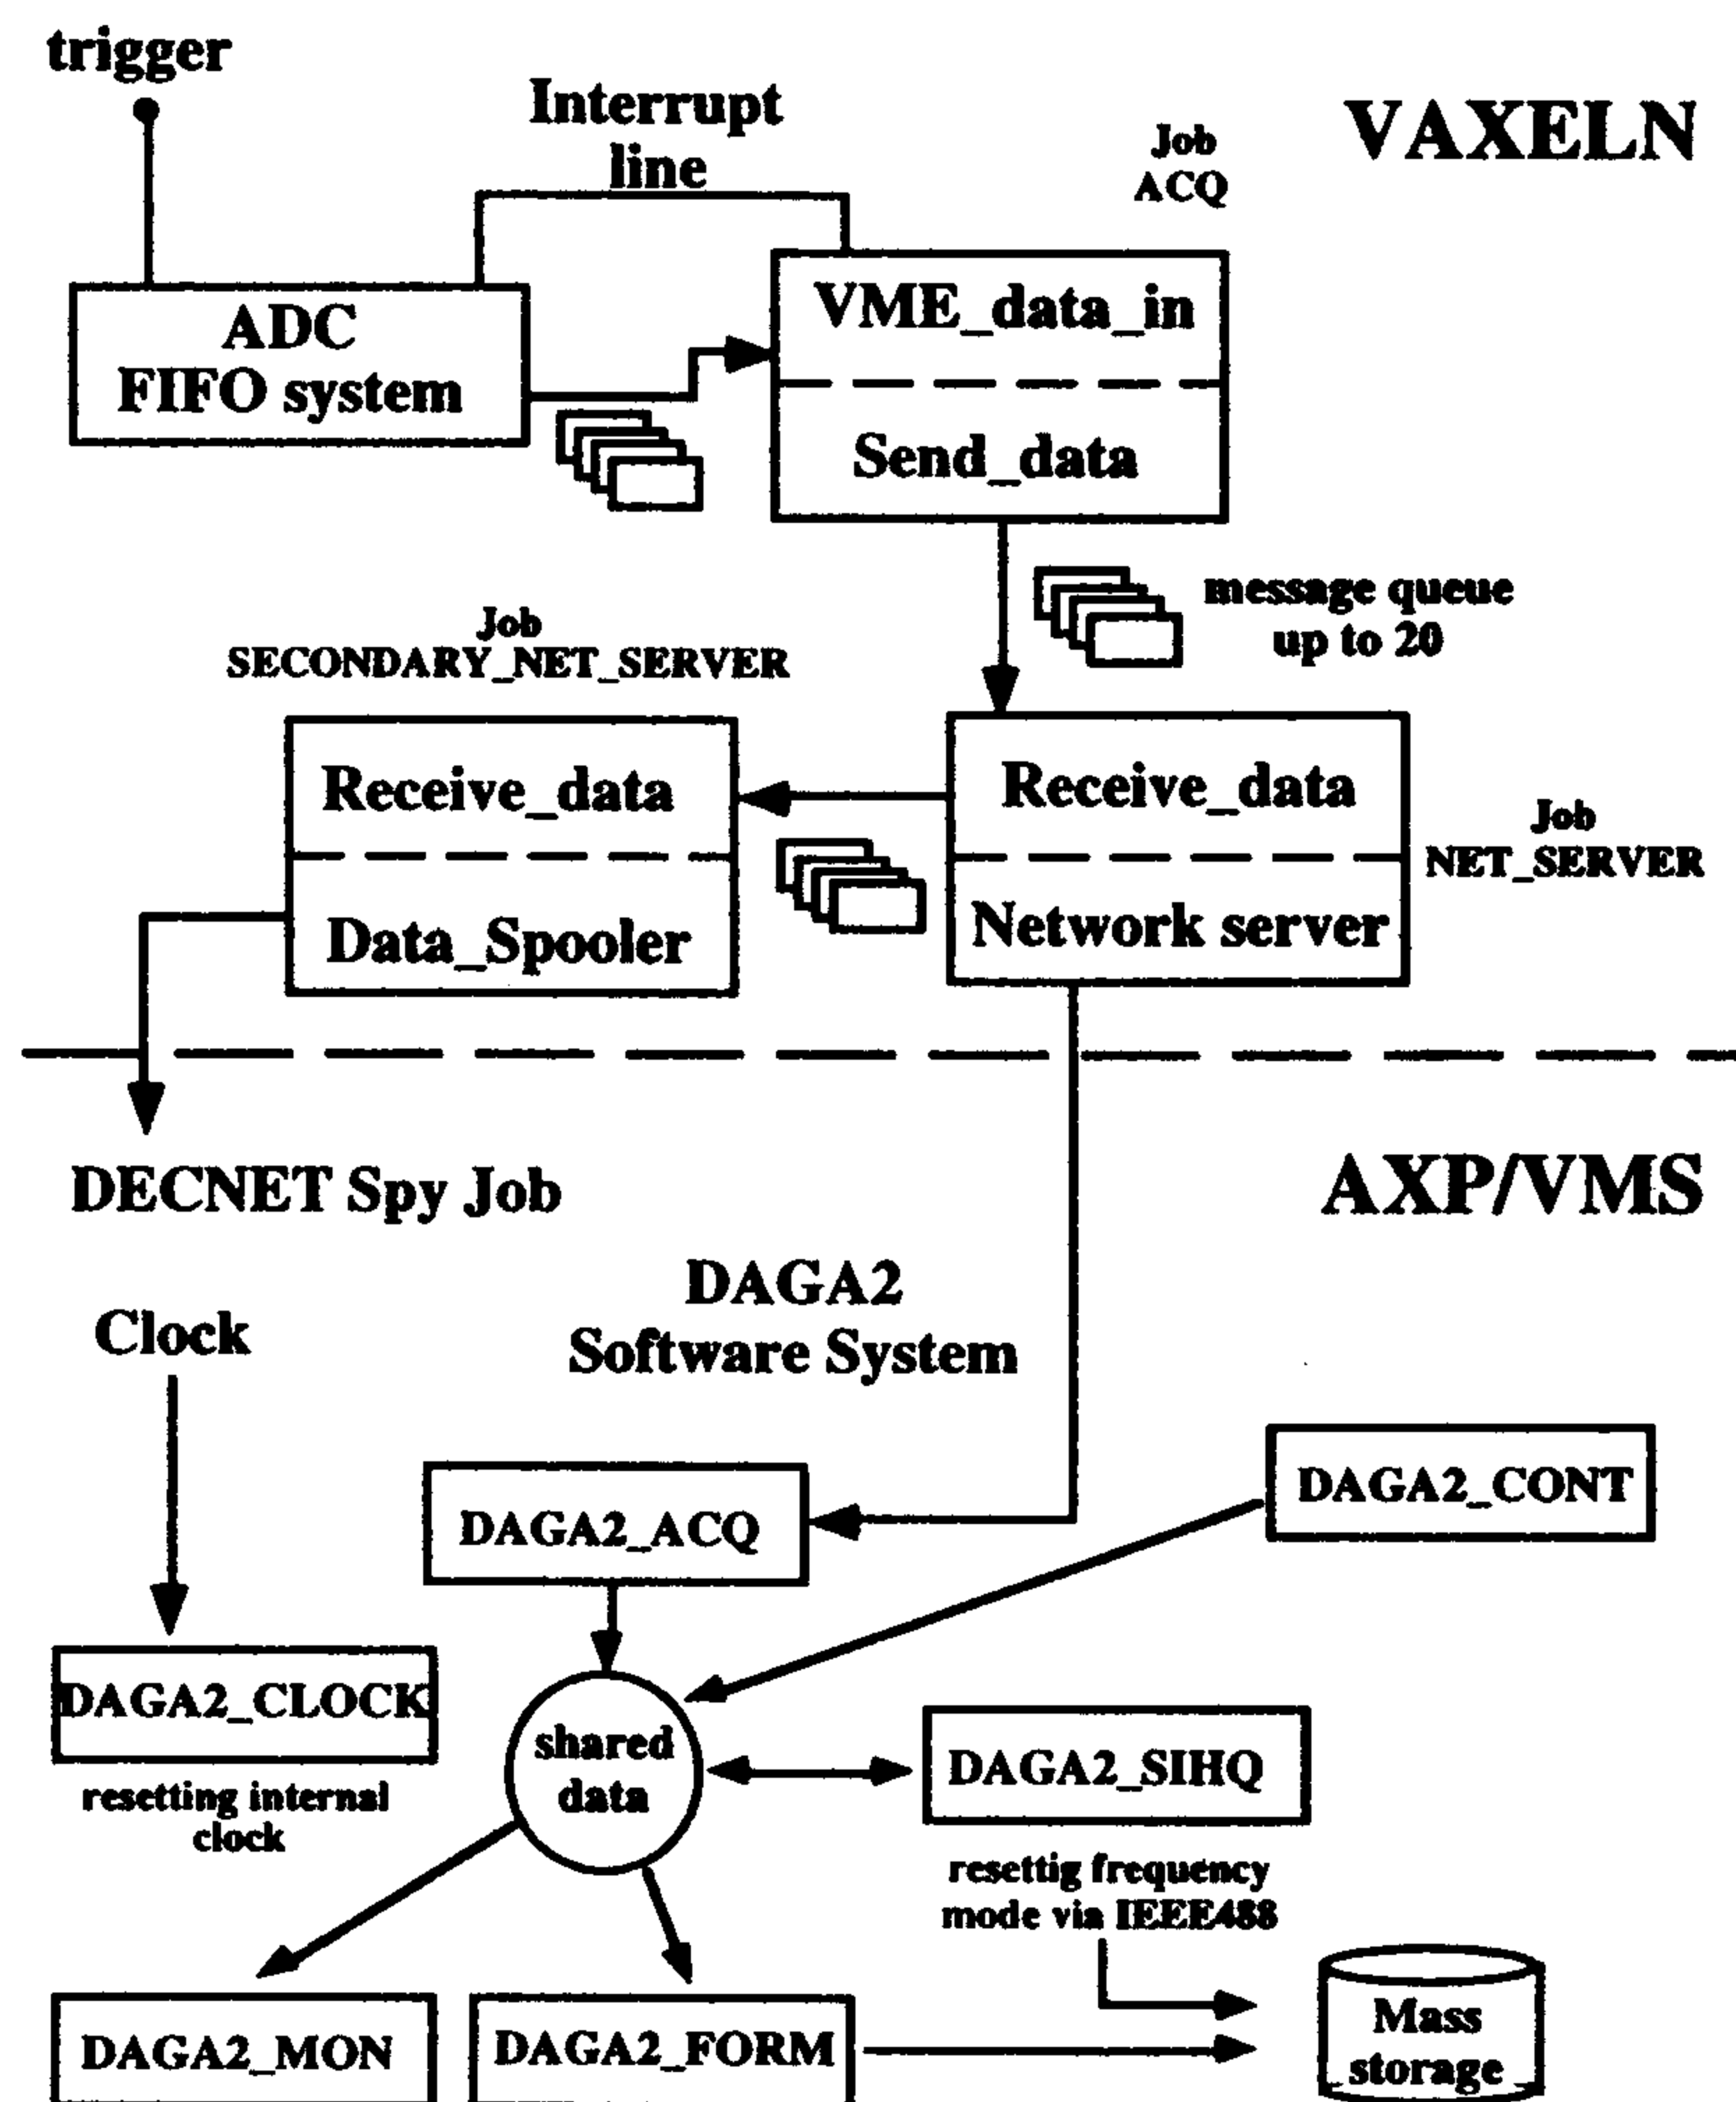 trigger
Interrupt
line
Job
ACQ
VAXELN
ADC
FIFO system
VME_data_in
Send_data
message queue
up to 20
Job
SECONDARY_NET_SERVER
Receive_data
Data_Spooler
Receive_data
Network server
Job
NET_SERVER
DECNET Spy Job
AXP/VMS
DAGA2
Software System
Clock
DAGA2_CONT
DAGA2_ACQ
DAGA2_CLOCK
resetting internal
clock
shared
data
DAGA2_SIHQ
resettig frequency
mode via IEEE488
DAGA2_MON
DAGA2_FORM
Mass
storage